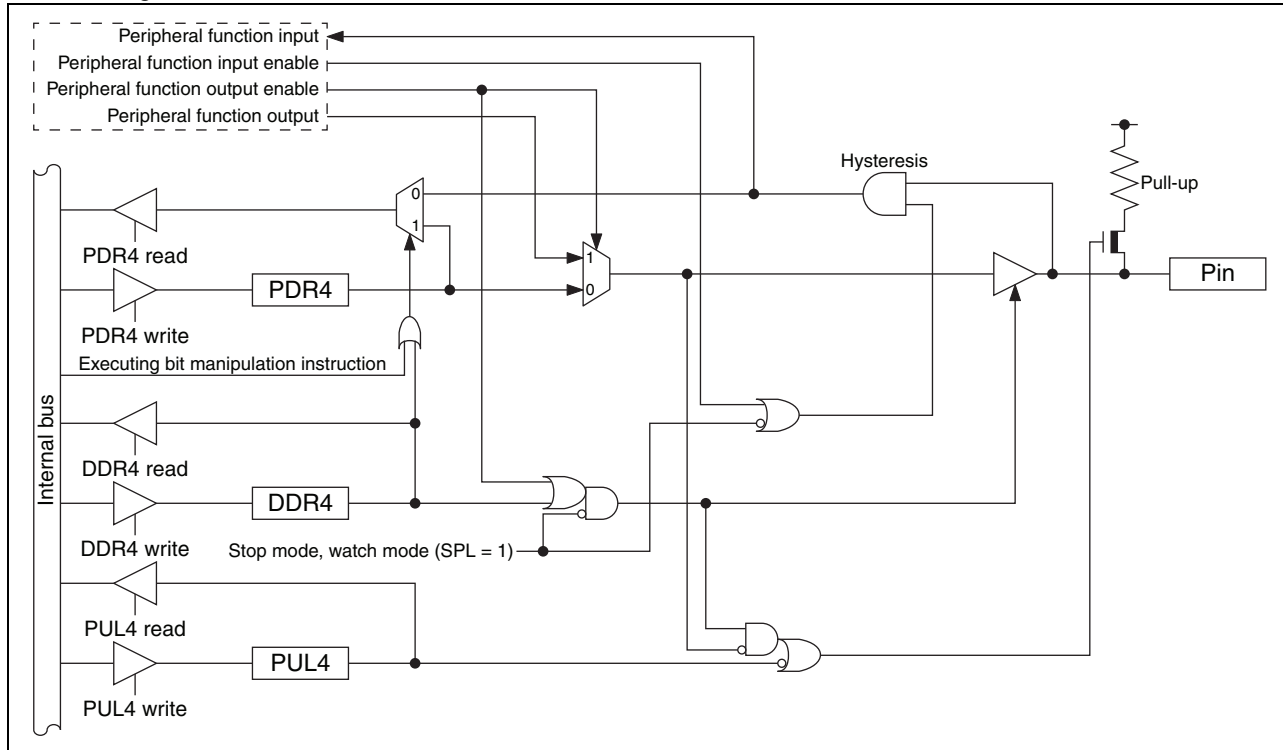 Peripheral function input
Peripheral function input enable
Peripheral function output enable
Peripheral function output
Hysteresis
Pull-up
0
1
PDR4 read
1
0
Pin
PDR4
PDR4 write
Executing bit manipulation instruction
Internal bus
DDR4 read
DDR4
DDR4 write
Stop mode, watch mode (SPL = 1)
PUL4 read
PUL4
PUL4 write